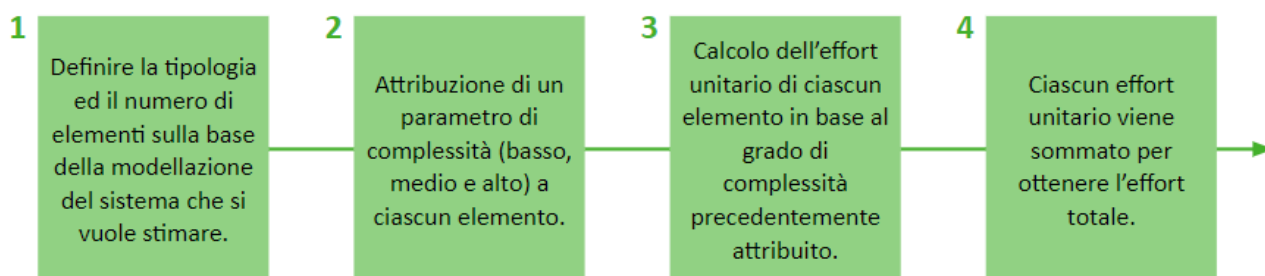 1
Definire la tipologia
ed il numero di
elementi sulla base
della modellazione
del sistema che si
vuole stimare.
2
Attribuzione di un
parametro di
complessità (basso,
medio e alto) a
ciascun elemento.
3
Calcolo dell’effort
unitario di ciascun
elemento in base al
grado di
complessità
precedentemente
attribuito.
4
Ciascun effort
unitario viene
sommato per
ottenere l’effort
totale.